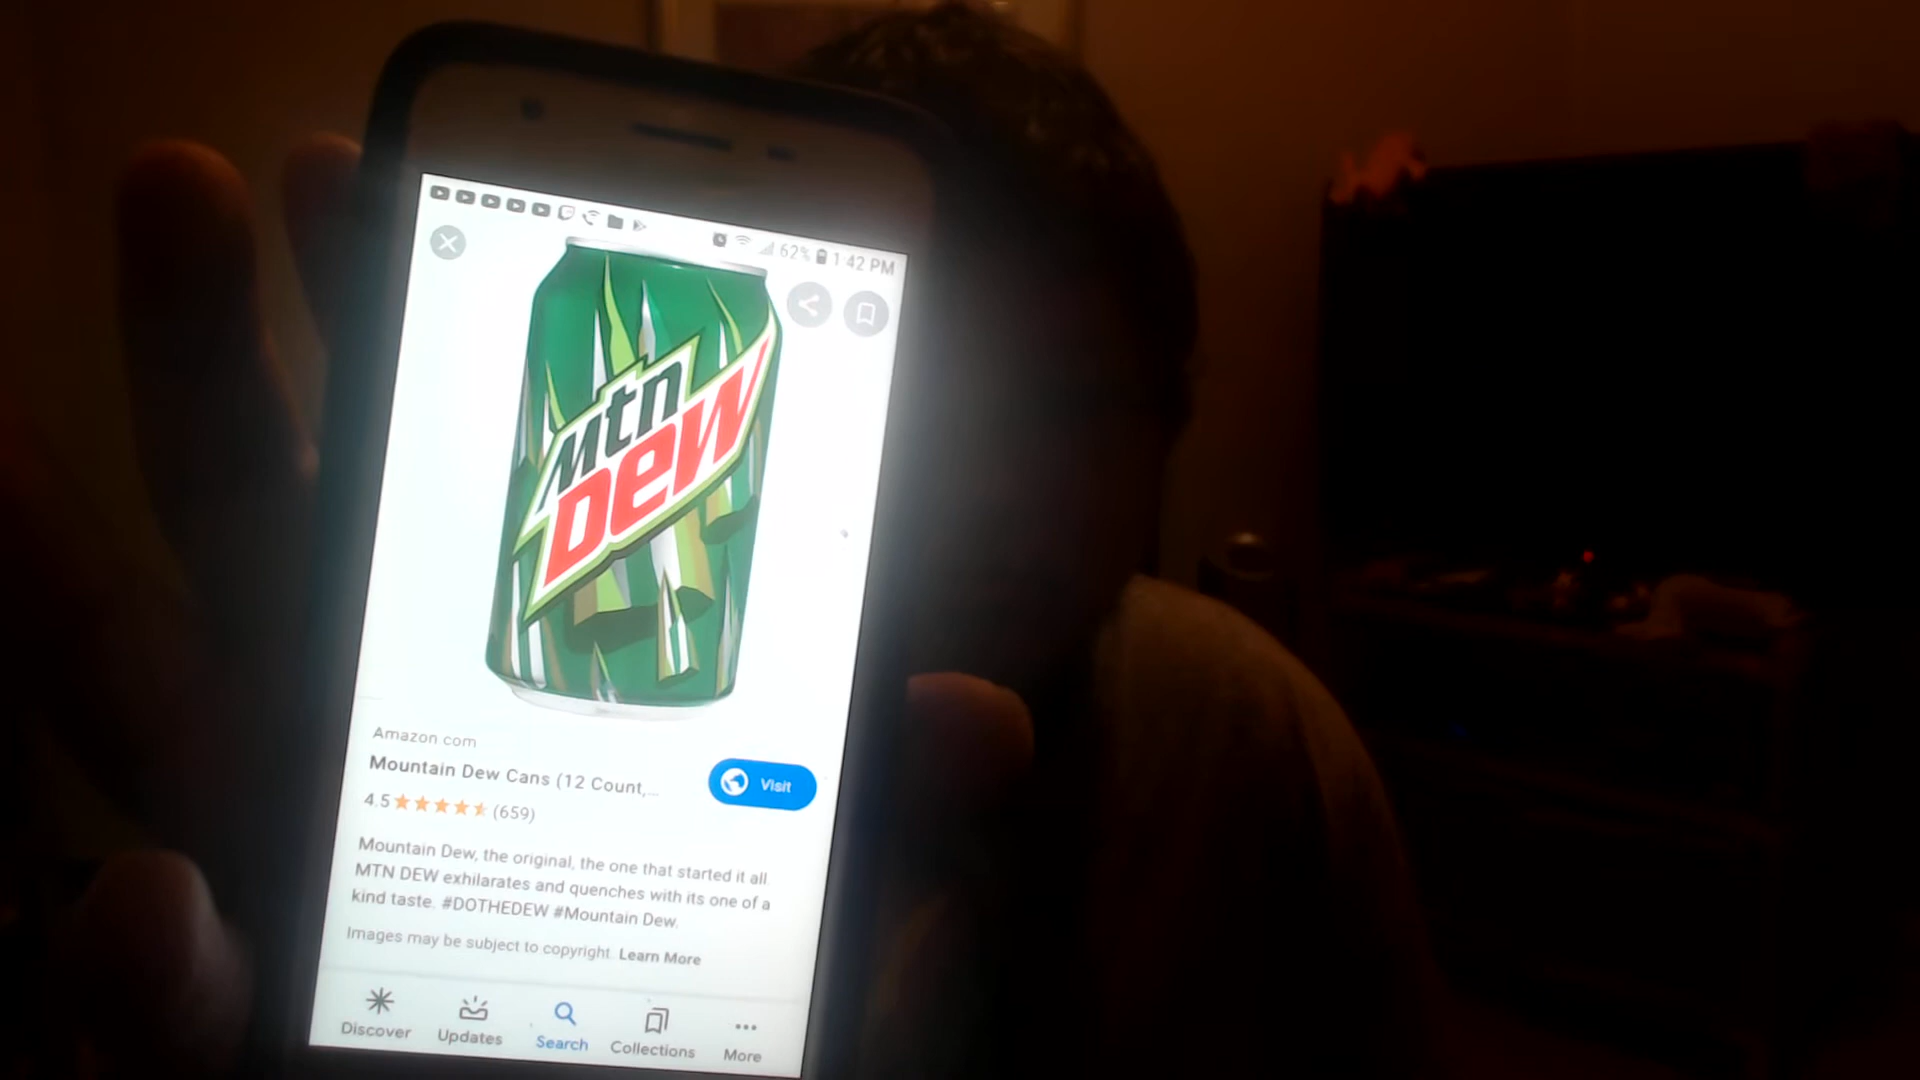 62% 1:42 PM
Mtn
DEW
Amazon com
Mountain Dew Cans (12 Count,...
4.5 (659)
Visit
Mountain Dew, the original, the one that started it all
MTN DEW exhilarates and quenches with its one of a
kind taste. #DOTHEDEW #Mountain Dew.
Images may be subject to copyright. Learn More
Discover Updates Search Collections More